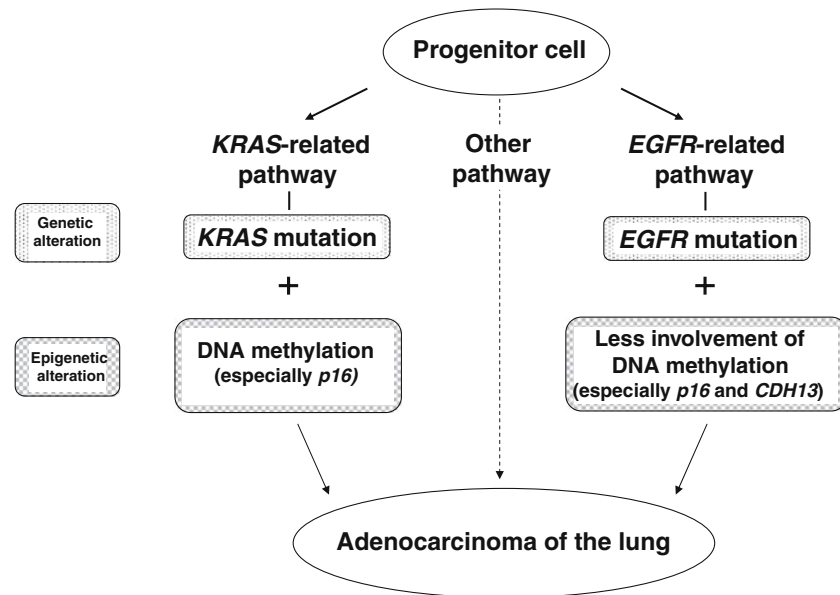 Progenitor cell
KRAS-related
pathway
Other
pathway
EGFR-related
pathway
Genetic
alteration
KRAS mutation
EGFR mutation
+
+
Epigenetic
alteration
DNA methylation
(especially p16)
Less involvement of
DNA methylation
(especially p16 and CDH13)
Adenocarcinoma of the lung